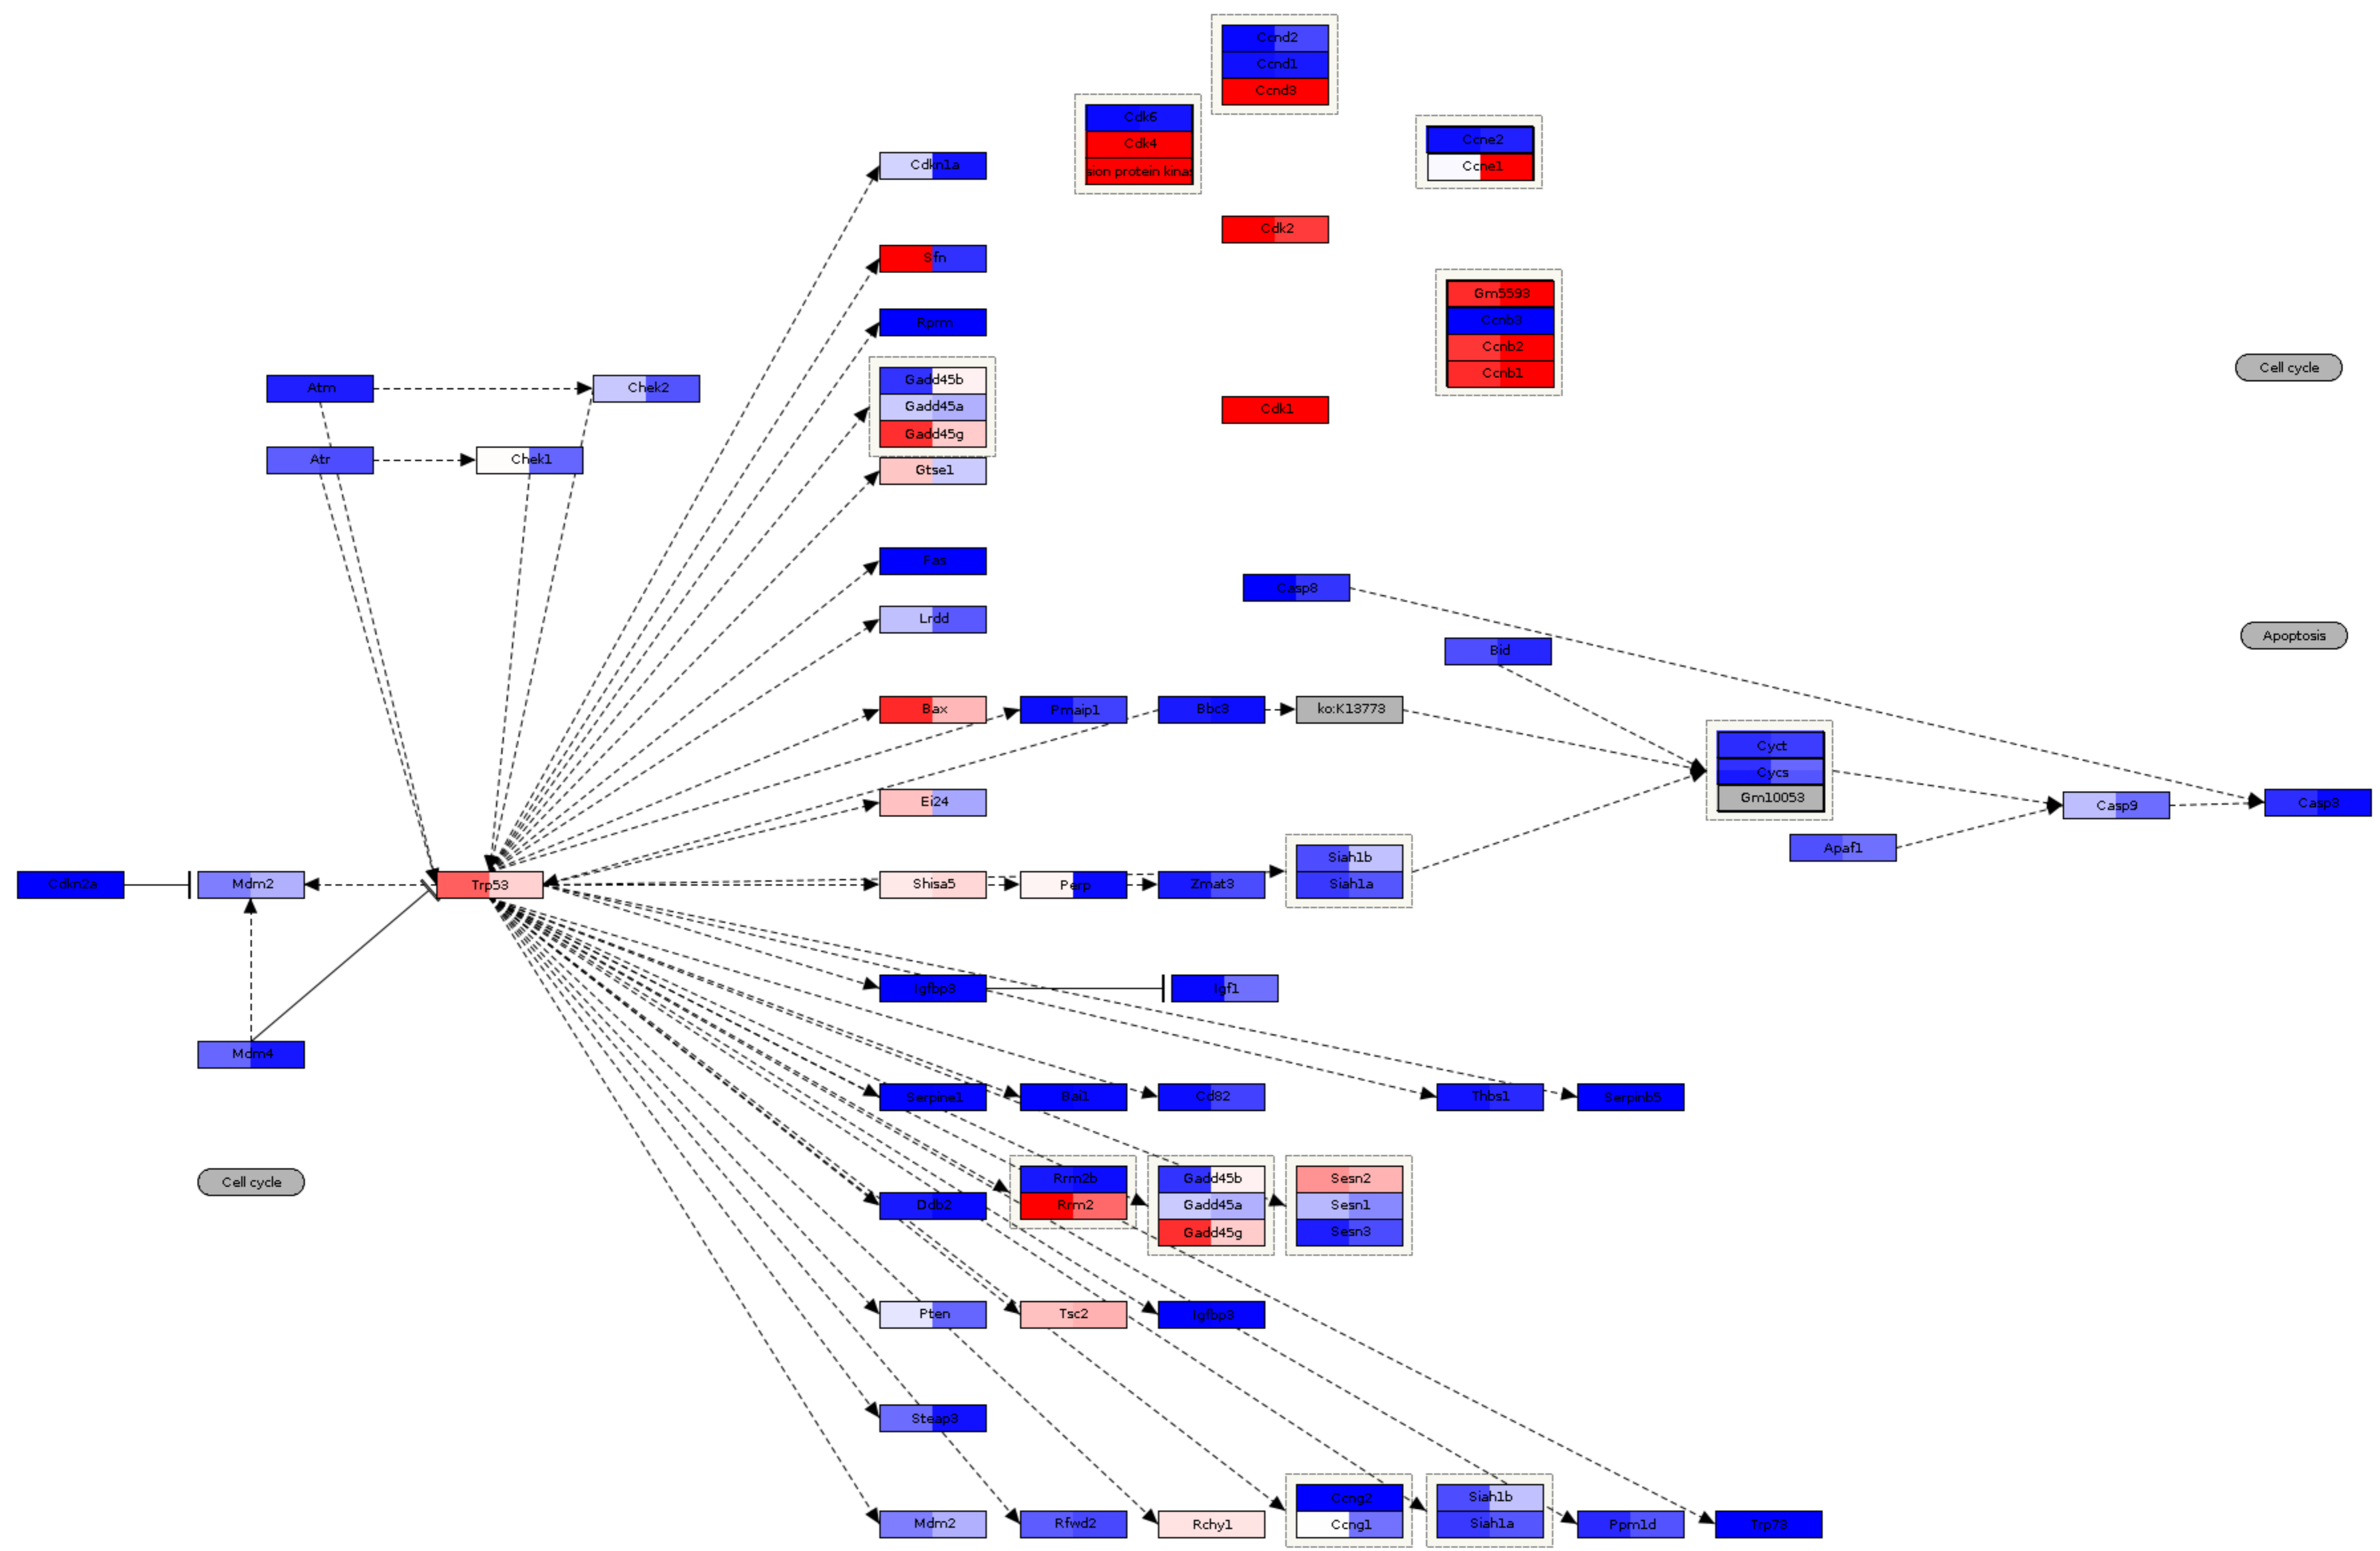 Ccnd2
Ccnd1
Ccnd3
Cdk6
Cdk4
sion protein kina
Ccne2
Ccne1
Cdkn1a
Cdk2
Sfn
Gm5593
Ccnb3
Ccnb2
Ccnb1
Rprm
Cell cycle
Gadd45b
Gadd45a
Gadd45g
Atm
Chek2
Cdk1
Atr
Chek1
Gtse1
Fas
Casp8
Lrdd
Apoptosis
Bid
Bax
Pmaip1
Bbc3
ko:K13773
Cyct
Cycs
Gm10053
Ei24
Casp9
Casp3
Apaf1
Siah1b
Siah1a
Cdkn2a
Mdm2
Trp53
Shisa5
Perp
Zmat3
Igfbp3
Igf1
Mdm4
Serpine1
Bai1
Cd82
Thbs1
Serpinb5
Cell cycle
Rrm2b
Rrm2
Gadd45b
Gadd45a
Gadd45g
Sesn2
Sesn1
Sesn3
Ddb2
Pten
Tsc2
Igfbp3
Steap3
Mdm2
Rfwd2
Rchy1
Ccng2
Ccng1
Siah1b
Siah1a
Ppm1d
Trp73